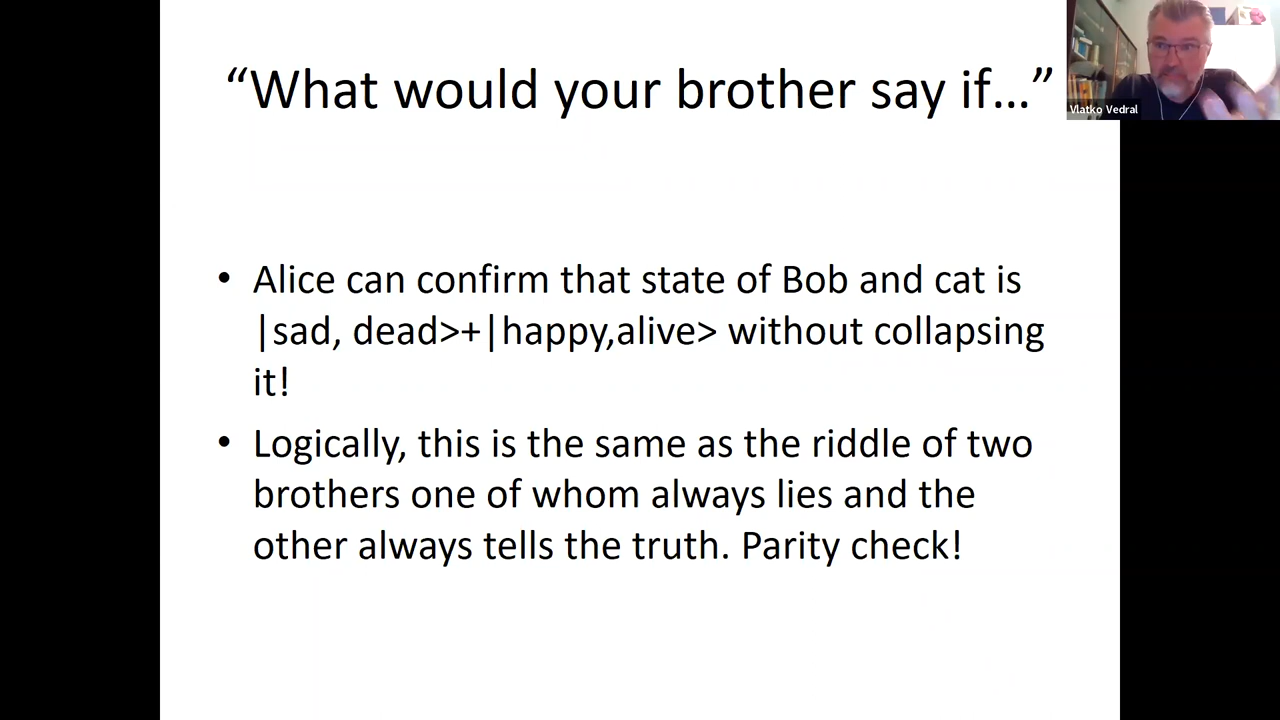 “What would your brother say if…”
Vlatko Vedral
• Alice can confirm that state of Bob and cat is
|sad, dead>+|happy,alive> without collapsing
it!
• Logically, this is the same as the riddle of two
brothers one of whom always lies and the
other always tells the truth. Parity check!